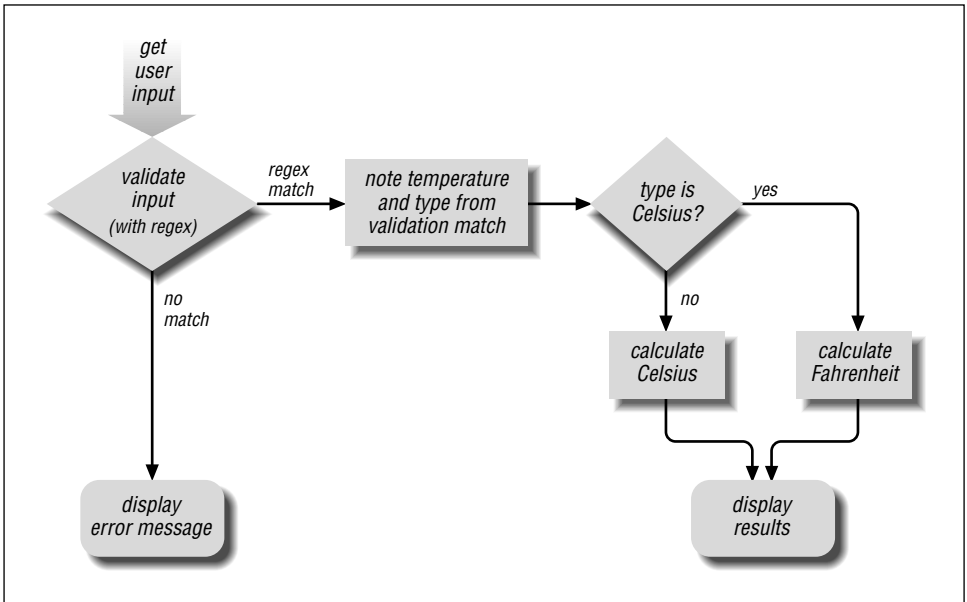 get
user
input
validate
input
(with regex)
regex
match
note temperature
and type from
validation match
type is
Celsius?
yes
no
match
no
calculate
Celsius
calculate
Fahrenheit
display
error message
display
results